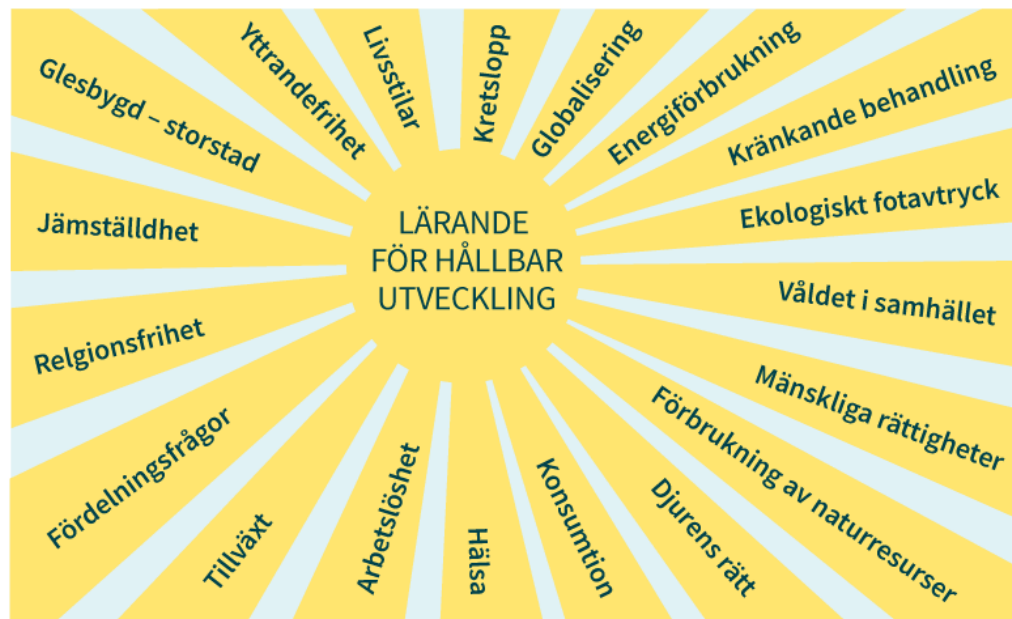 LÄRANDE
FÖR HÅLLBAR
UTVECKLING
Glesbygd – storstad
Yttrandefrihet
Livsstilar
Kretslopp
Globalisering
Energiförbrukning
Kränkande behandling
Ekologiskt fotavtryck
Våldet i samhället
Mänskliga rättigheter
Förbrukning av naturresurser
Djurens rätt
Konsumtion
Hälsa
Arbetslöshet
Tillväxt
Fördelningsfrågor
Relgionsfrihet
Jämställdhet